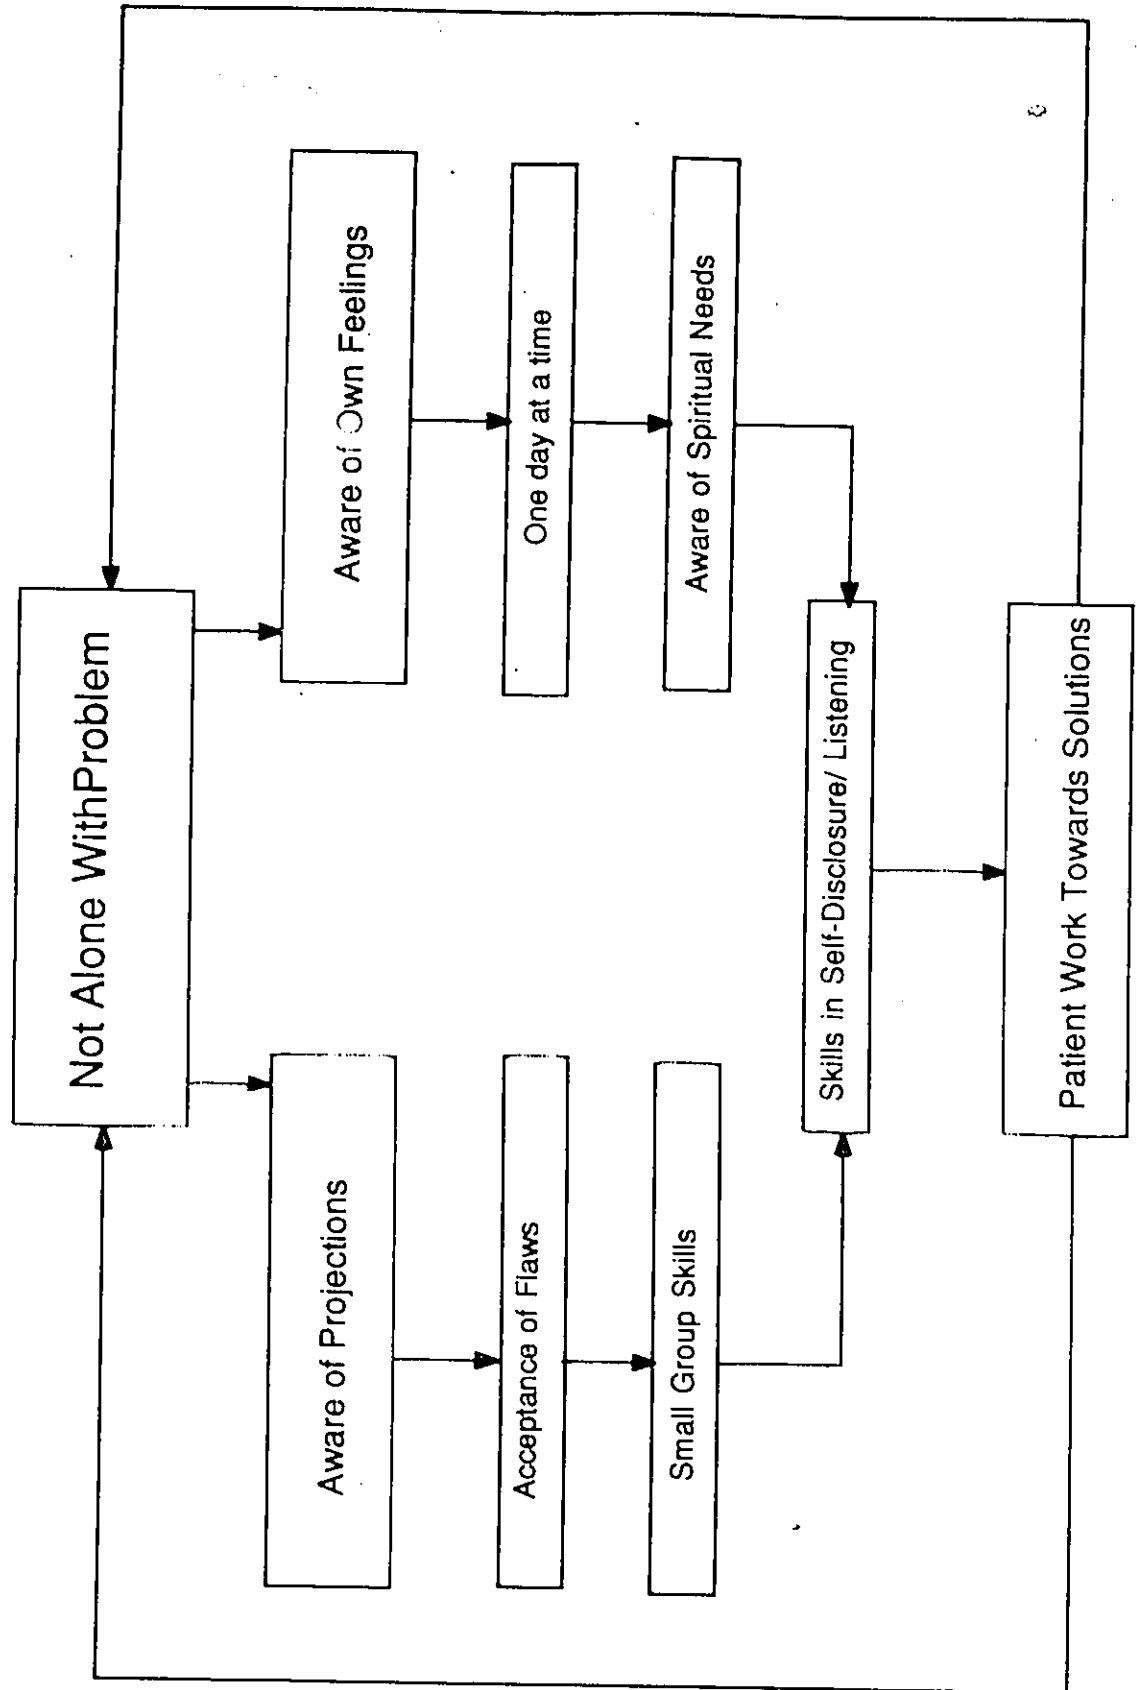 Not Alone WithProblem
Aware of Projections
Aware of Own Feelings
Acceptance of Flaws
One day at a time
Small Group Skills
Aware of Spiritual Needs
Skills in Self-Disclosure/ Listening
Patient Work Towards Solutions